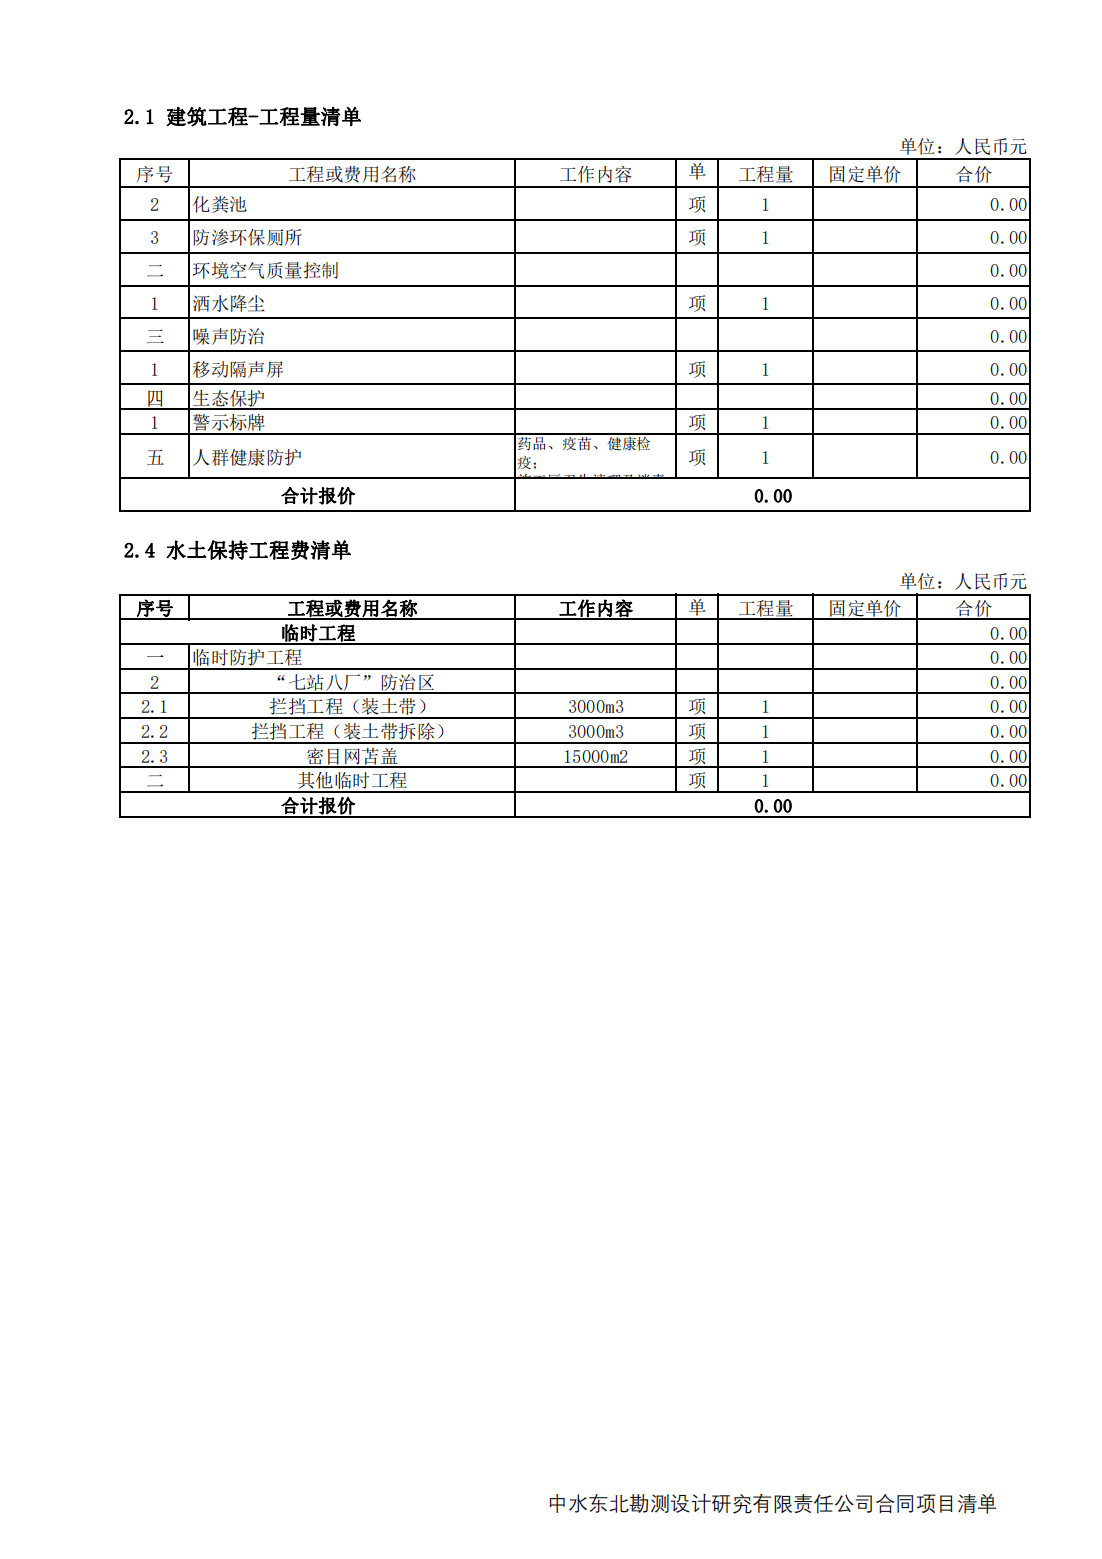 2.1 建筑工程-工程量清单
单位：人民币元
序号 工程或费用名称 工作内容 单 工程量 固定单价 合价
2 化粪池 项 1 0.00
3 防渗环保厕所 项 1 0.00
二 环境空气质量控制 0.00
1 洒水降尘 项 1 0.00
三 噪声防治 0.00
1 移动隔声屏 项 1 0.00
四 生态保护 0.00
1 警示标牌 项 1 0.00
五 人群健康防护 药品、疫苗、健康检疫； 项 1 0.00
合计报价 0.00
2.4 水土保持工程费清单
单位：人民币元
序号 工程或费用名称 工作内容 单 工程量 固定单价 合价
临时工程 0.00
一 临时防护工程 0.00
2 “七站八厂”防治区 0.00
2.1 拦挡工程（装土带） 3000m3 项 1 0.00
2.2 拦挡工程（装土带拆除） 3000m3 项 1 0.00
2.3 密目网苫盖 15000m2 项 1 0.00
二 其他临时工程 项 1 0.00
合计报价 0.00
中水东北勘测设计研究有限责任公司合同项目清单